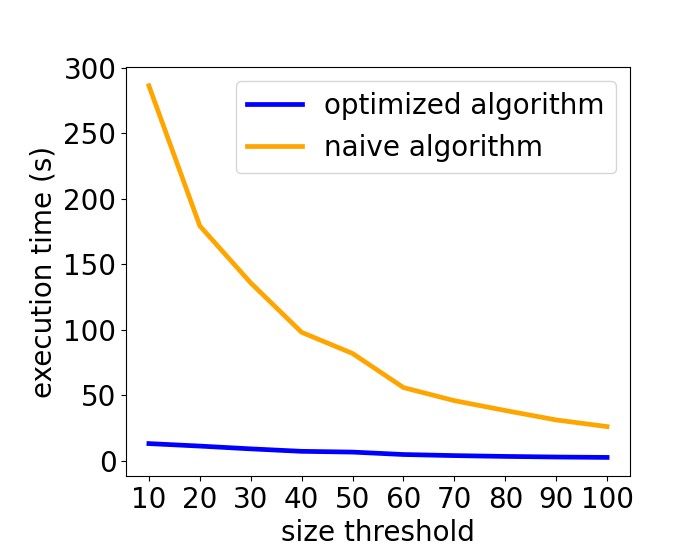 300
250
200
150
100
50
0
execution time (s)
optimized algorithm
naive algorithm
10 20 30 40 50 60 70 80 90 100
size threshold